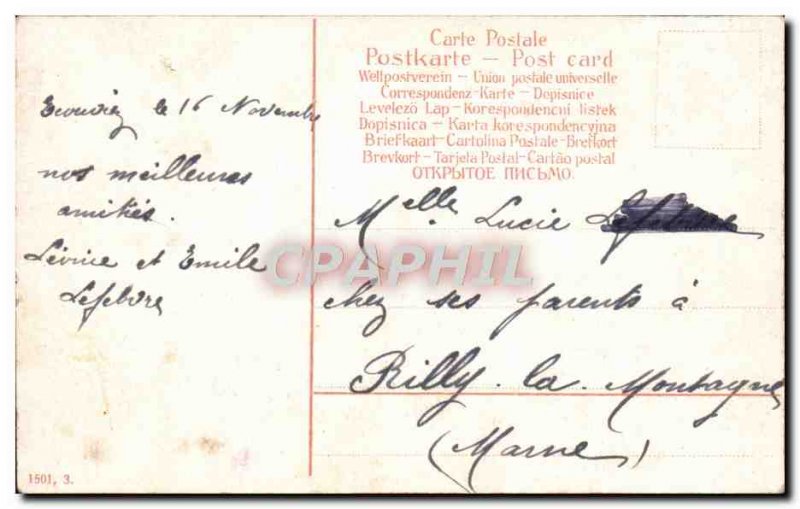 Carte Postale
Postkarte — Post card
Weltpostverein — Union postale universelle
Correspondenz-Karte — Dopisnice
Levelező Lap — Korespondencni listek
Dopisnica — Karta korespondencyjna
Briefkaart — Cartolina Postale - Brefkort
Brevkort — Tarjeta Postal - Cartão postal
ОТКРЫТОЕ ПИСЬМО.
le 16 Novembre
nos meilleures
amitiés.
et Emile
Lefebvre
Melle. Lucie
chez ses parents à
Rilly-la-Montagne
(Marne)
CPAPHIL
1501, 3.